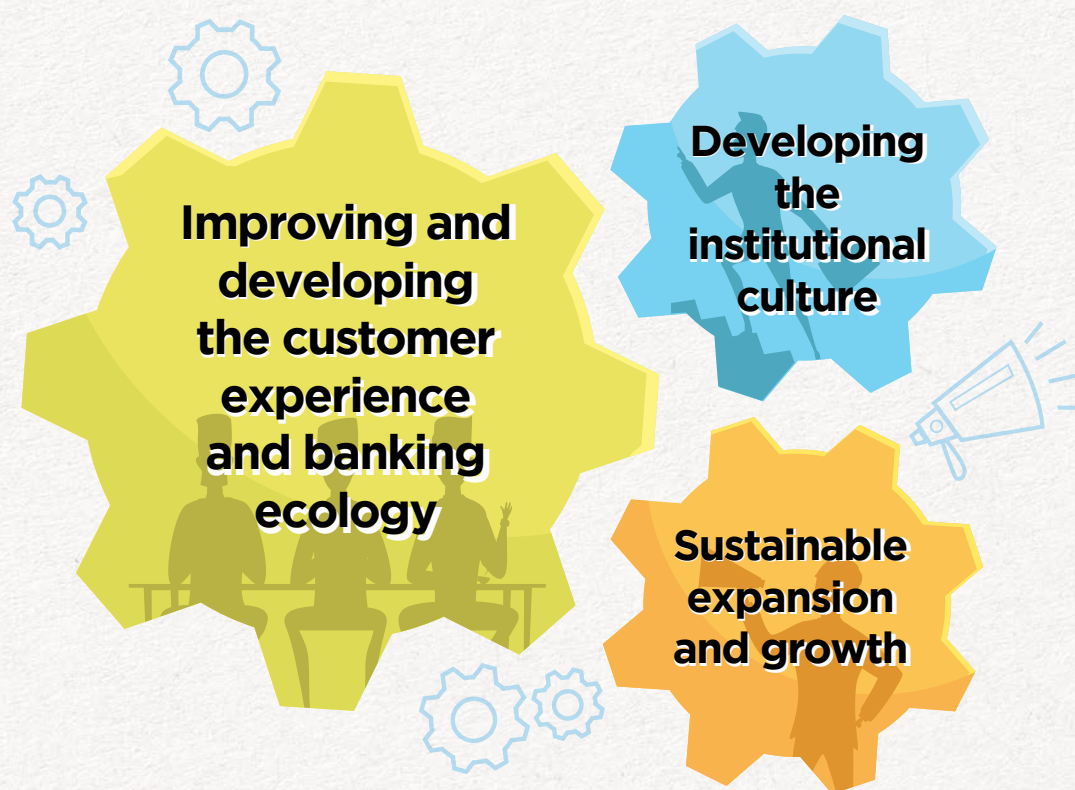 Improving and
developing
the customer
experience
and banking
ecology
Developing
the
institutional
culture
Sustainable
expansion
and growth